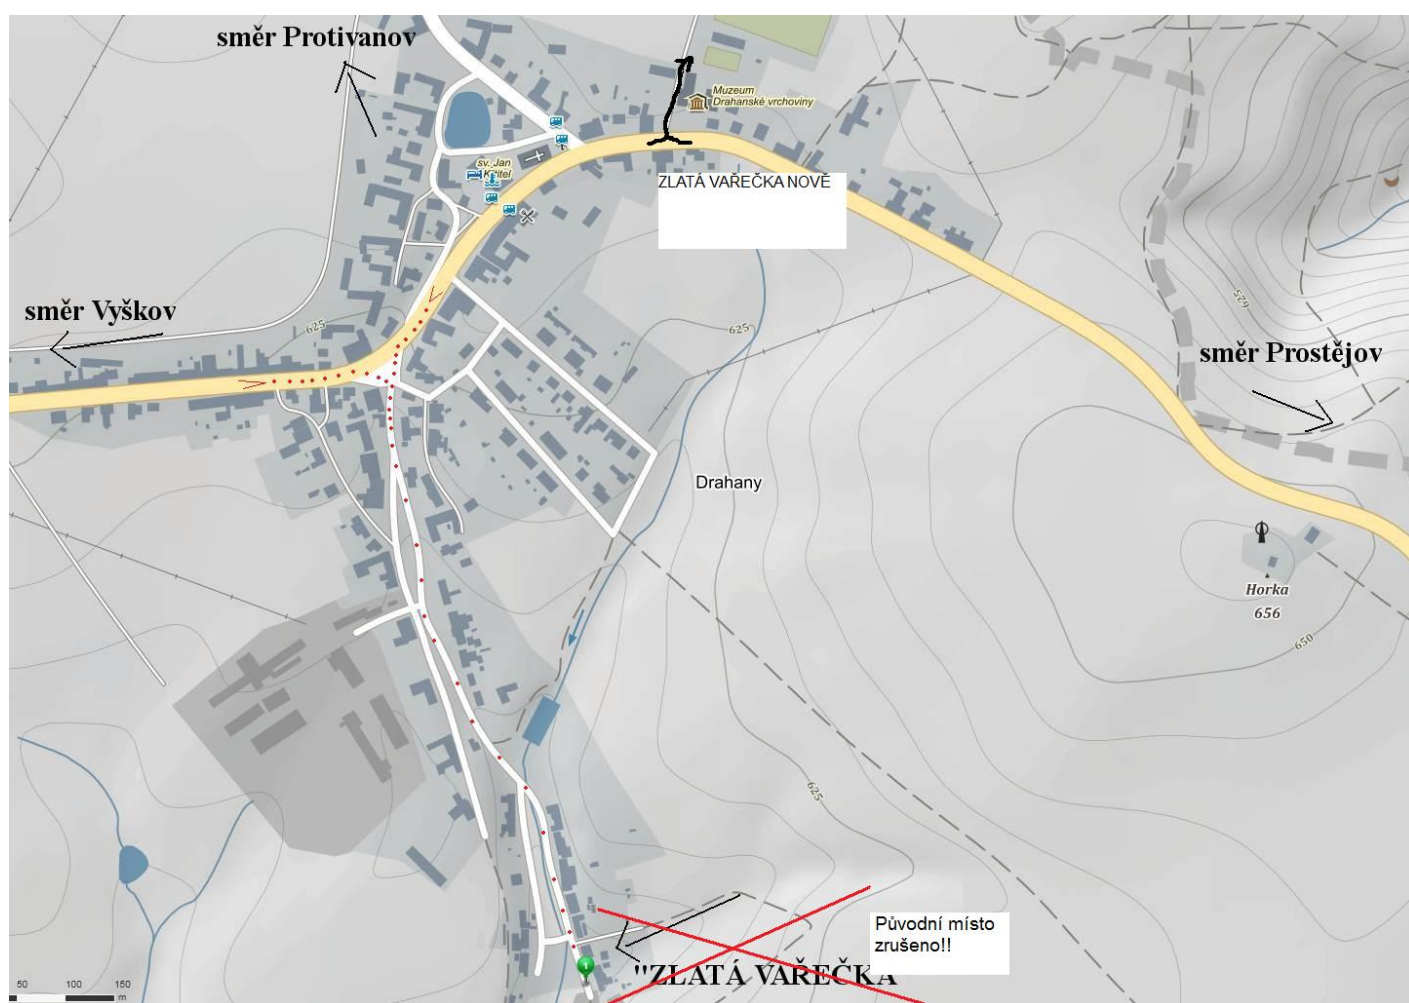 směr Protivanov
Muzeum
Drahanské vrchoviny
sv. Jan
Křtitel
ZLATÁ VAŘEČKA NOVĚ
směr Vyškov
625
625
625
směr Prostějov
Drahany
Horka
656
650
625
Původní místo
zrušeno!!
"ZLATÁ VAŘEČKA
50 100 150
m
1